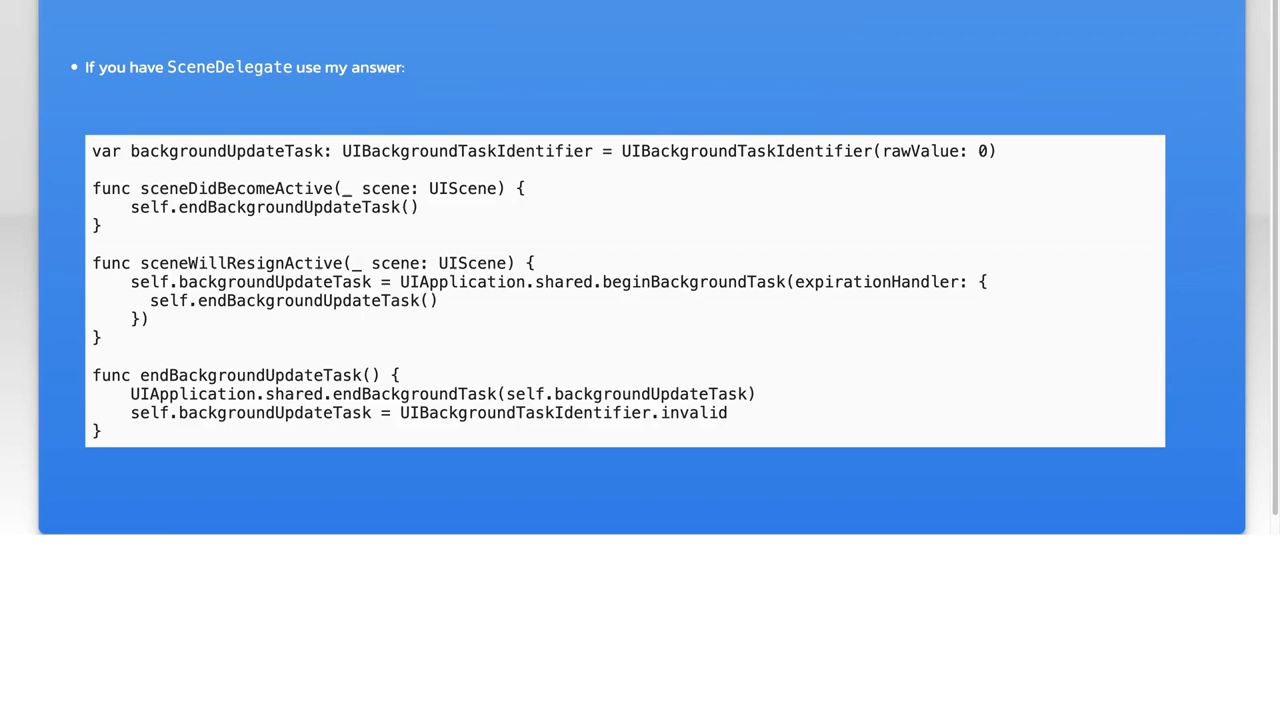 • If you have SceneDelegate use my answer:
var backgroundUpdateTask: UIBackgroundTaskIdentifier = UIBackgroundTaskIdentifier(rawValue: 0)
func sceneDidBecomeActive(_ scene: UIScene) {
    self.endBackgroundUpdateTask()
}
func sceneWillResignActive(_ scene: UIScene) {
    self.backgroundUpdateTask = UIApplication.shared.beginBackgroundTask(expirationHandler: {
      self.endBackgroundUpdateTask()
    })
}
func endBackgroundUpdateTask() {
    UIApplication.shared.endBackgroundTask(self.backgroundUpdateTask)
    self.backgroundUpdateTask = UIBackgroundTaskIdentifier.invalid
}